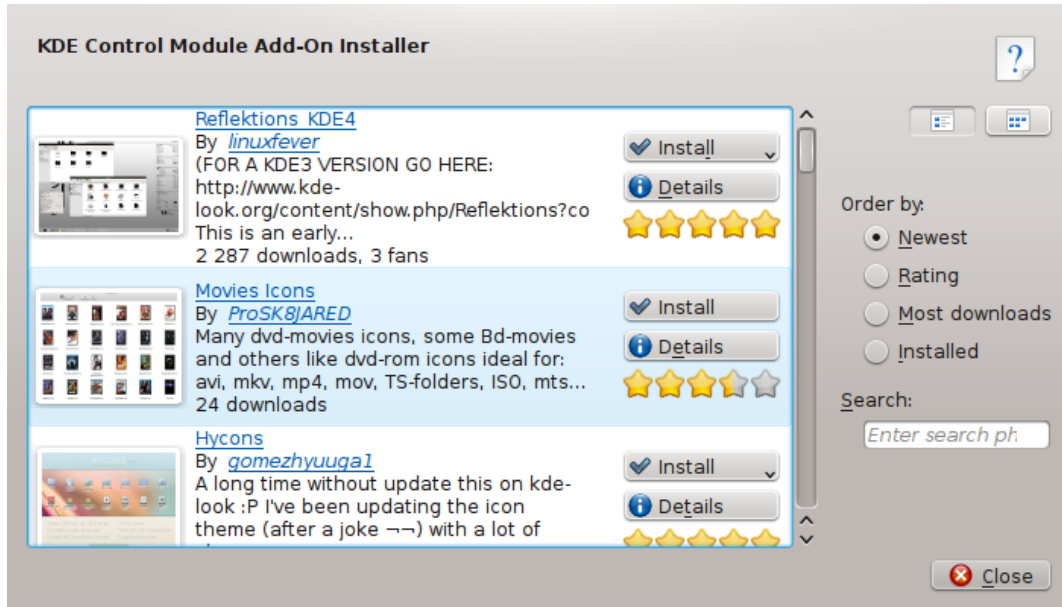 KDE Control Module Add-On Installer
?
Reflektions KDE4
By linuxfever
(FOR A KDE3 VERSION GO HERE:
http://www.kde-
look.org/content/show.php/Reflektions?co
This is an early...
2 287 downloads, 3 fans
Install
Details
Movies Icons
By ProSK8JARED
Many dvd-movies icons, some Bd-movies
and others like dvd-rom icons ideal for:
avi, mkv, mp4, mov, TS-folders, ISO, mts...
24 downloads
Install
Details
Hycons
By gomezhyuuga1
A long time without update this on kde-
look :P I've been updating the icon
theme (after a joke ¬¬) with a lot of
Install
Details
Order by:
Newest
Rating
Most downloads
Installed
Search:
Enter search ph
Close